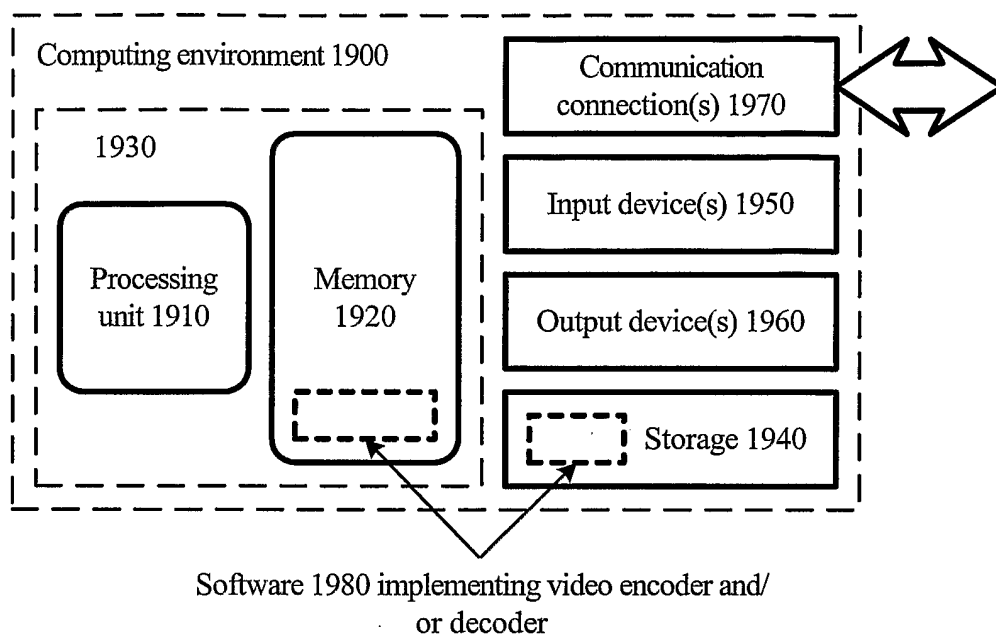 Computing environment 1900
Communication
connection(s) 1970
1930
Input device(s) 1950
Processing
unit 1910
Memory
1920
Output device(s) 1960
Storage 1940
Software 1980 implementing video encoder and/
or decoder